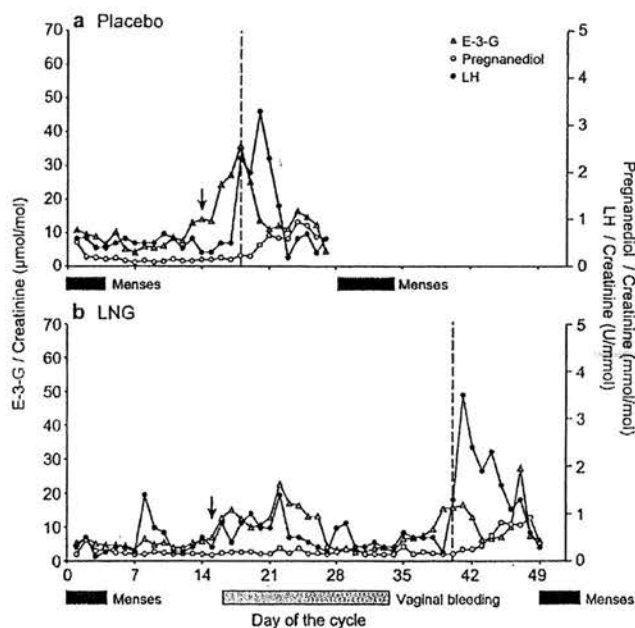 a Placebo
E-3-G
Pregnanediol
LH
70
60
50
40
30
20
10
0
5
4
3
2
1
0
Menses
Menses
b LNG
70
60
50
40
30
20
10
0
5
4
3
2
1
0
0 7 14 21 28 35 42 49
Menses
Vaginal bleeding
Menses
Day of the cycle
E-3-G / Creatinine (μmol/mol)
Pregnanediol / Creatinine (mmol/mol)
LH / Creatinine (U/mmol)